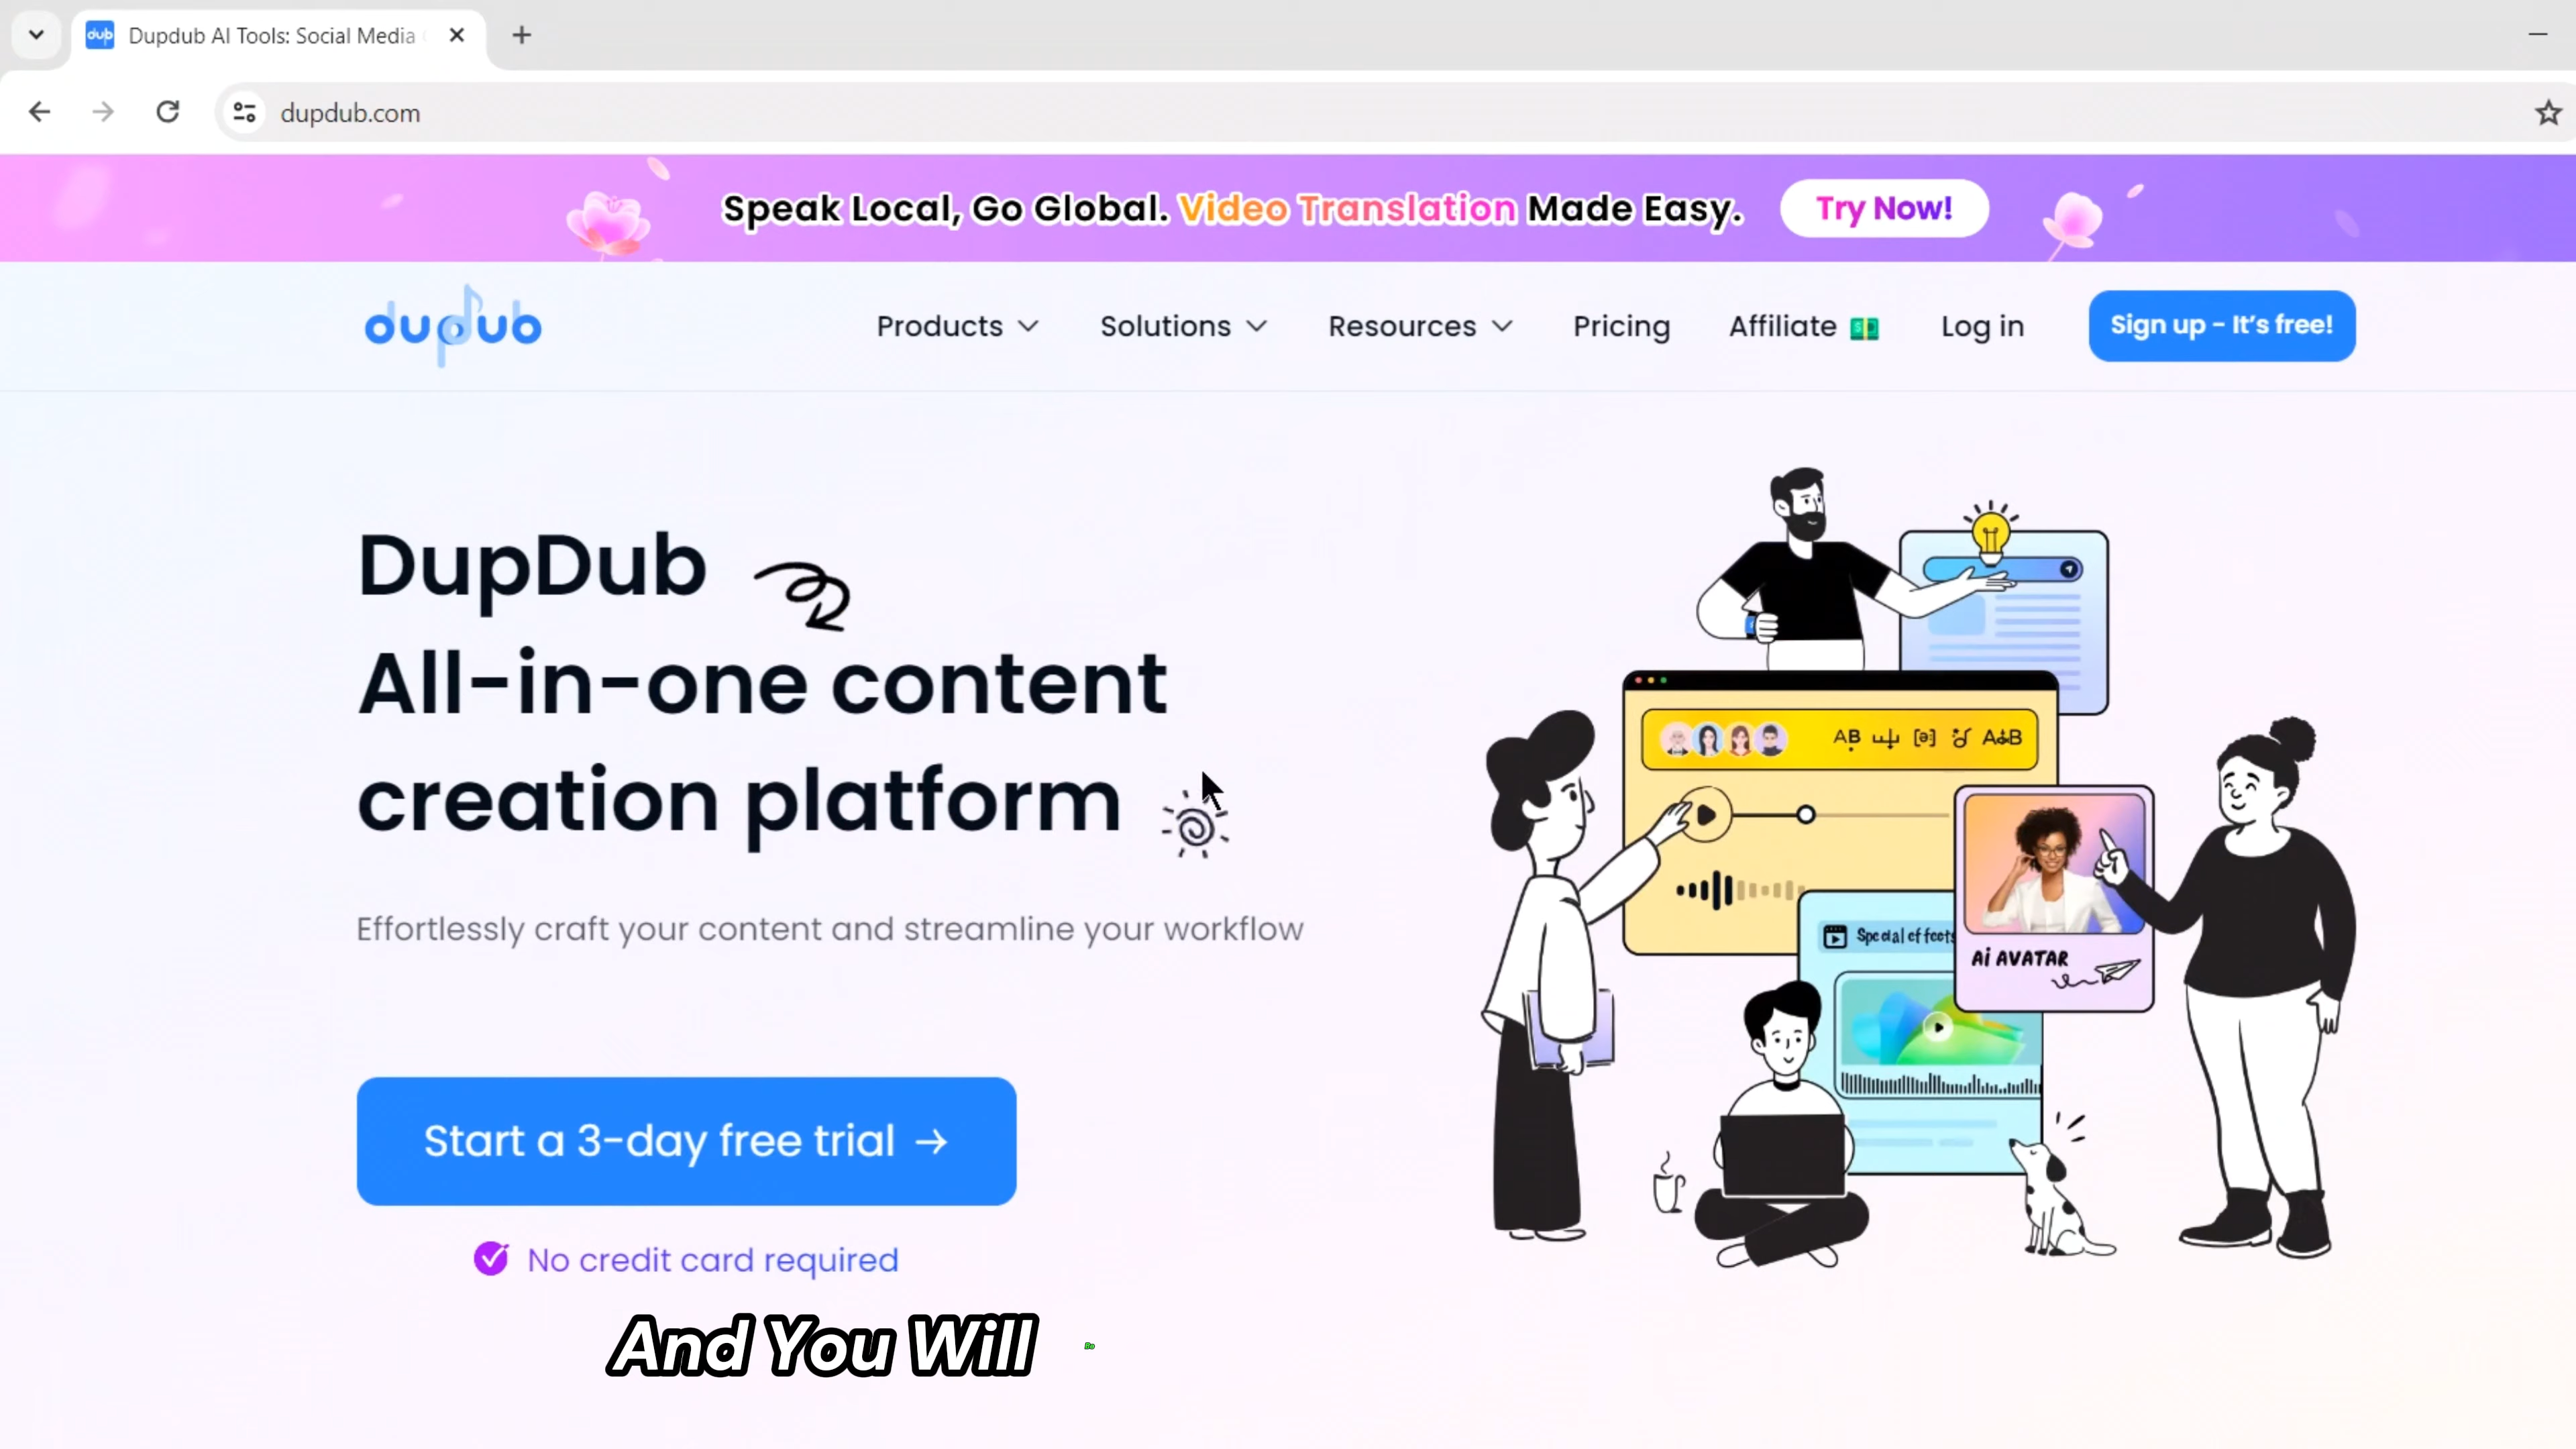 Dupdub AI Tools: Social Media
dupdub.com
Speak Local, Go Global. Video Translation Made Easy. Try Now!
dupdub
Products Solutions Resources Pricing Affiliate Log in Sign up - It's free!
DupDub
All-in-one content
creation platform
Effortlessly craft your content and streamline your workflow
Start a 3-day free trial →
No credit card required
AB [ə] A&B
Special effects
Ai AVATAR
And You Will Be